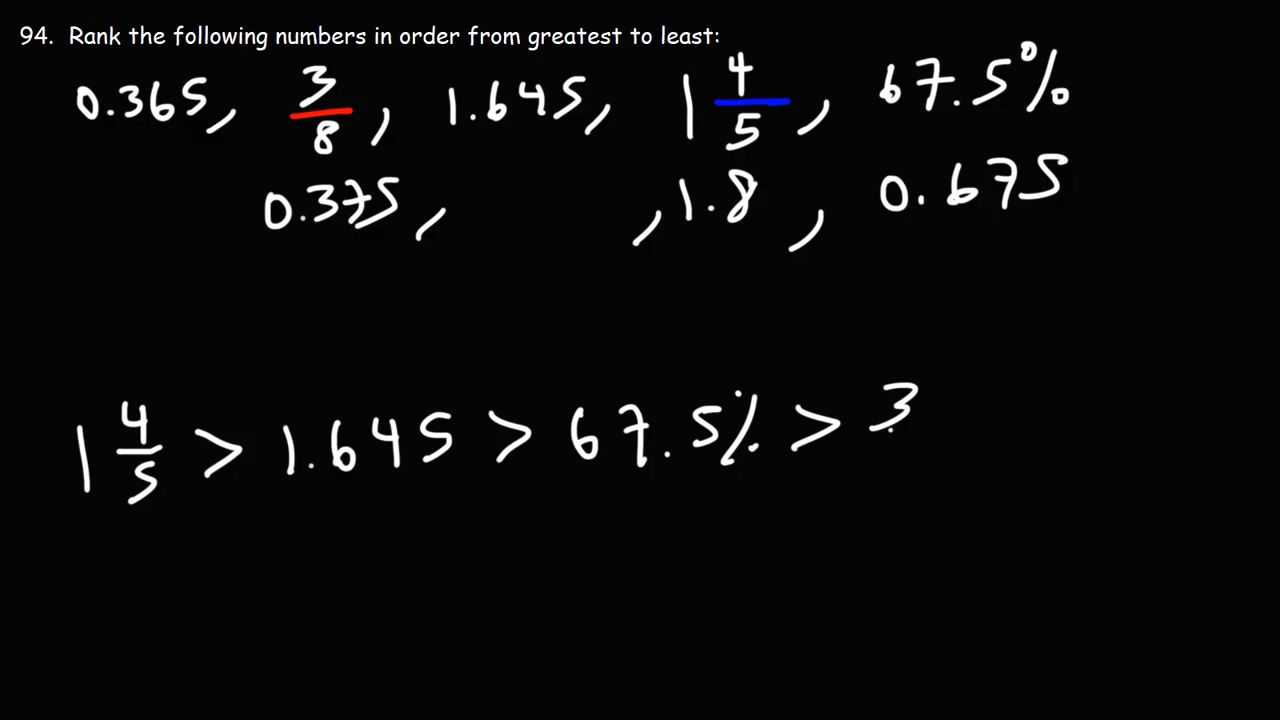 94. Rank the following numbers in order from greatest to least:
0.365, 3/8, 1.645, 1 4/5, 67.5%
0.375, , 1.8, 0.675
1 4/5 > 1.645 > 67.5% > 3